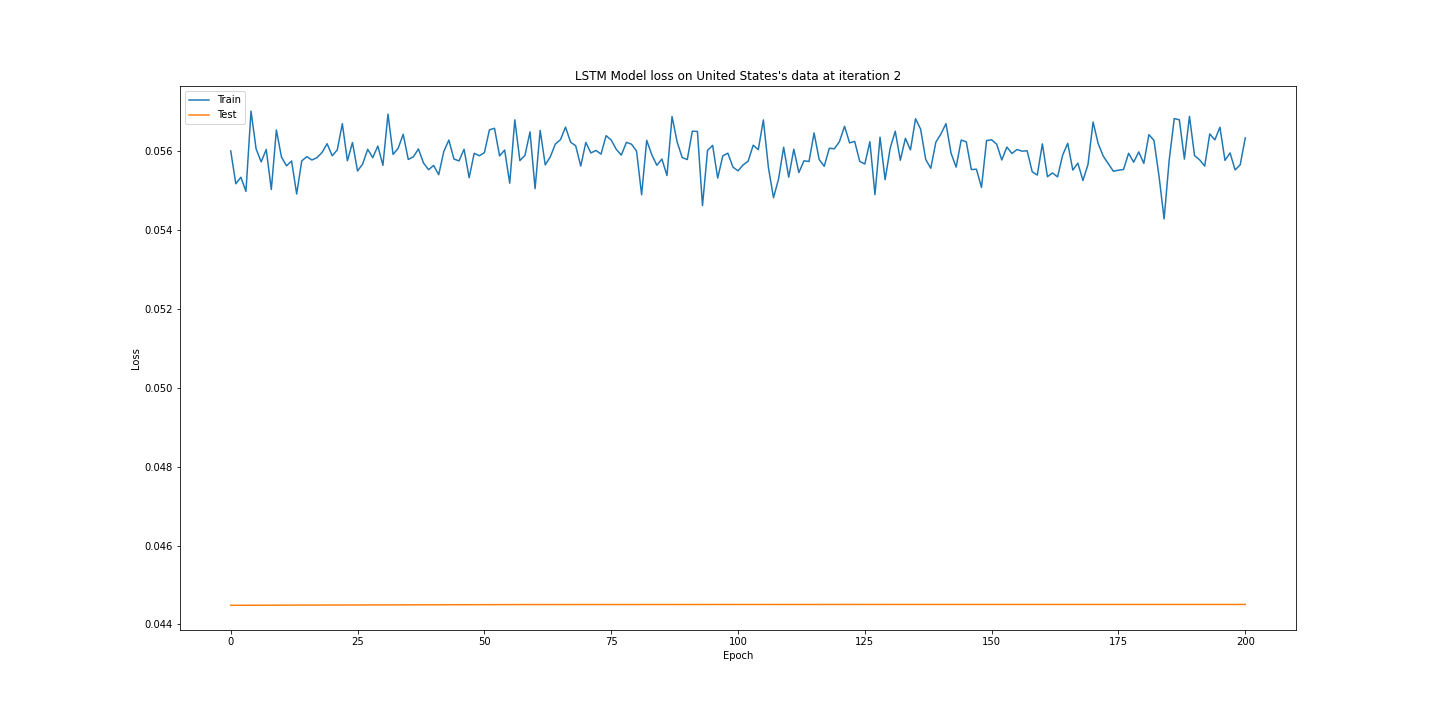 LSTM Model loss on United States's data at iteration 2
Train
Test
0.056
0.054
0.052
0.050
0.048
0.046
0.044
Loss
0 25 50 75 100 125 150 175 200
Epoch